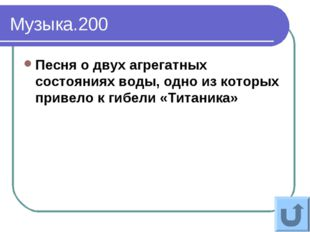 Музыка.200
Песня о двух агрегатных
состояниях воды, одно из которых
привело к гибели «Титаника»